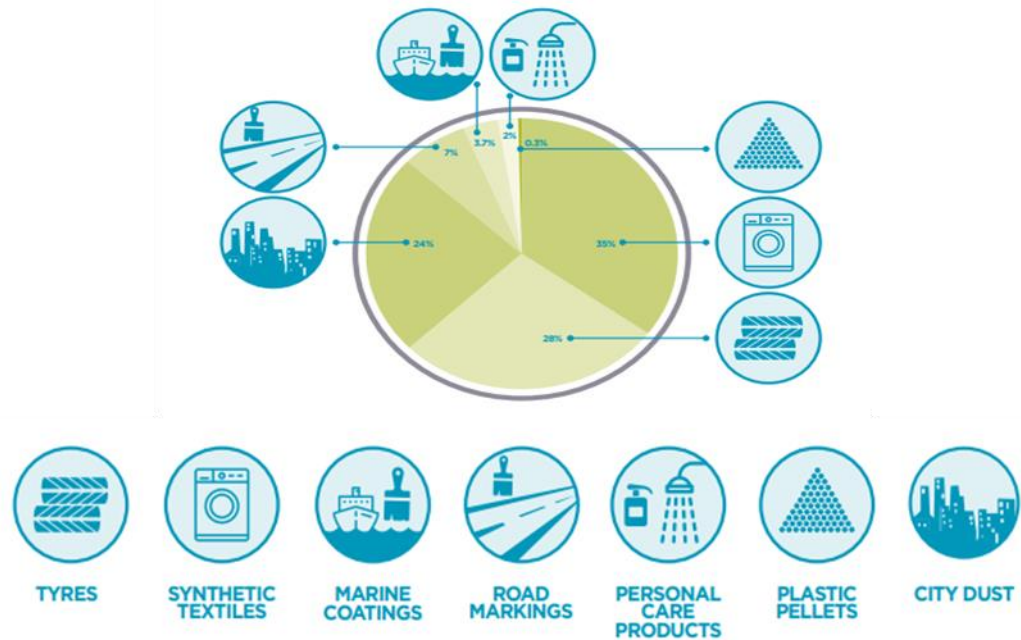 3.7%
2%
0.3%
7%
24%
35%
28%
TYRES
SYNTHETIC
TEXTILES
MARINE
COATINGS
ROAD
MARKINGS
PERSONAL
CARE
PRODUCTS
PLASTIC
PELLETS
CITY DUST